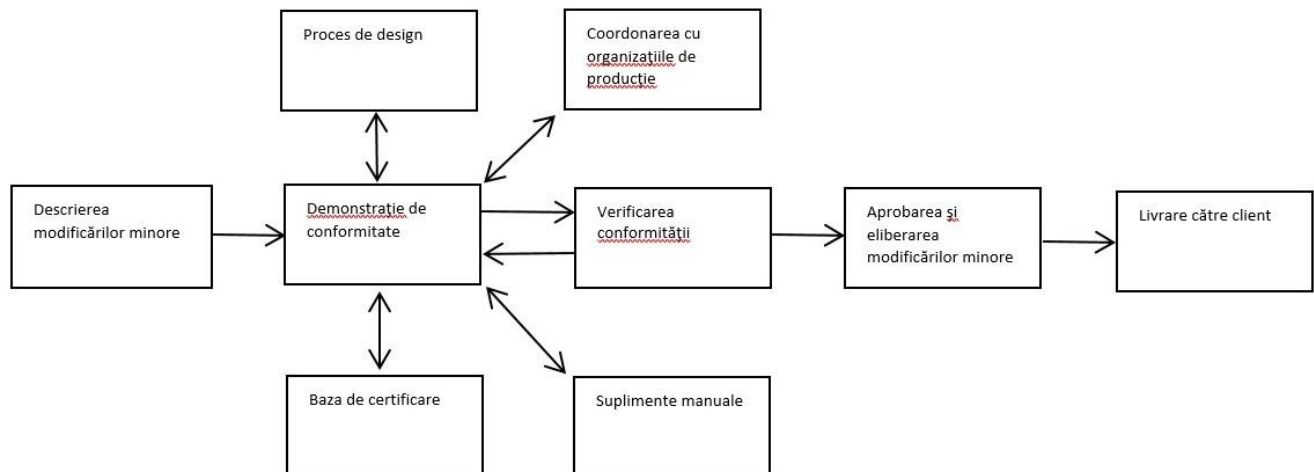 Proces de design
Coordonarea cu
organizațiile de
producție
Descrierea
modificărilor minore
Demonstrație de
conformitate
Verificarea
conformității
Aprobarea și
eliberarea
modificărilor minore
Livrare către client
Baza de certificare
Suplimente manuale